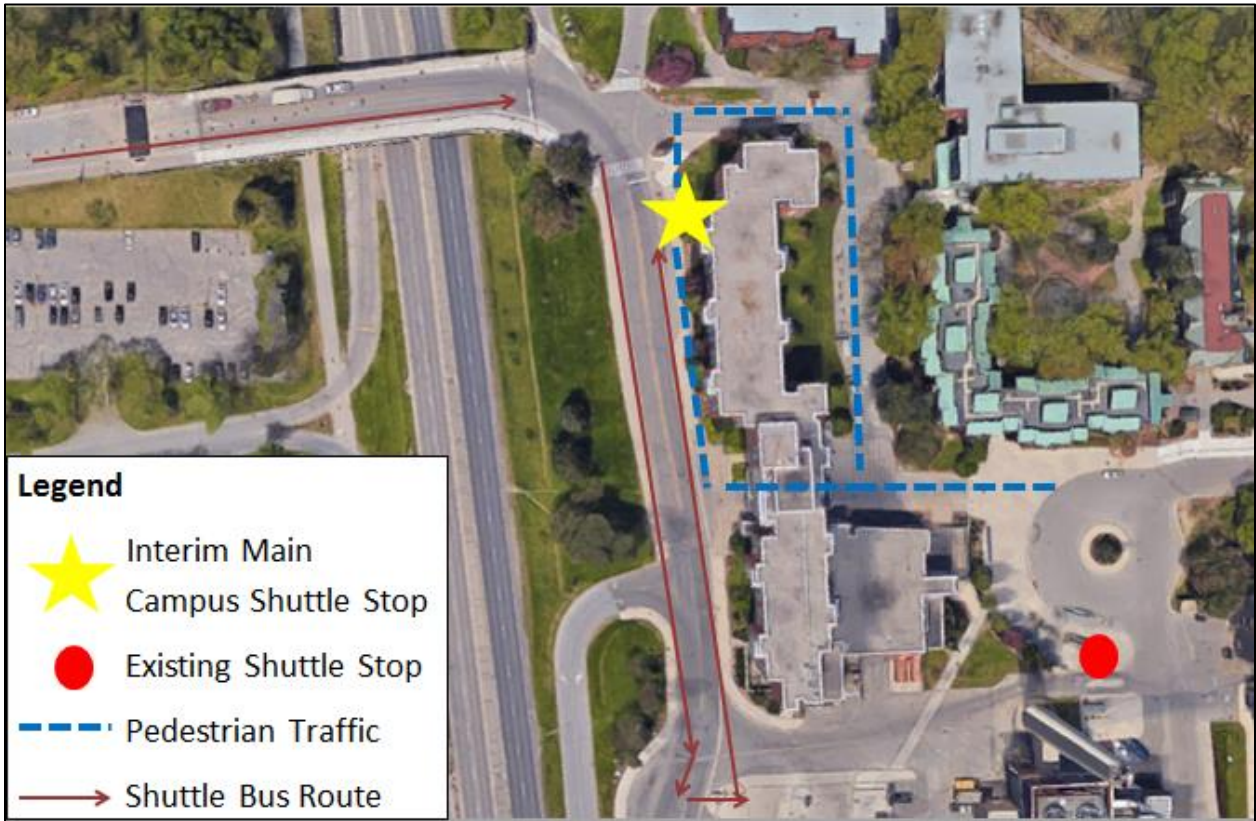 Legend
Interim Main
Campus Shuttle Stop
Existing Shuttle Stop
Pedestrian Traffic
Shuttle Bus Route